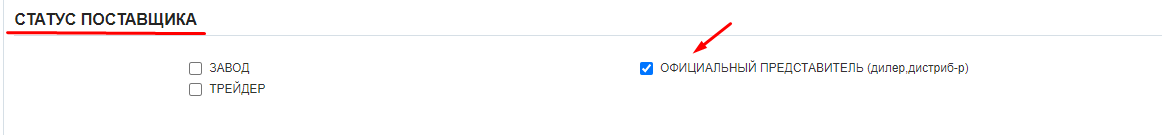 СТАТУС ПОСТАВЩИКА
ЗАВОД
ОФИЦИАЛЬНЫЙ ПРЕДСТАВИТЕЛЬ (дилер,дистриб-р)
ТРЕЙДЕР